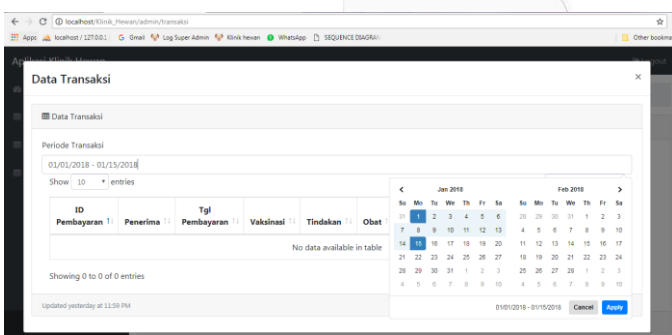 localhost/Klinik_Hewan/admin/transaksi
Apps localhost / 127.0.0.1 Gmail Log Super Admin Klinik hewan WhatsApp SEQUENCE DIAGRAM Other bookma
Aplikasi Klinik Hewan Logout
Data Transaksi ×
Data Transaksi
Periode Transaksi
01/01/2018 - 01/15/2018
Show 10 entries
ID Pembayaran Penerima Tgl Pembayaran Vaksinasi Tindakan Obat
No data available in table
Showing 0 to 0 of 0 entries
Updated yesterday at 11:59 PM
Jan 2018
Su Mo Tu We Th Fr Sa
31 1 2 3 4 5 6
7 8 9 10 11 12 13
14 15 16 17 18 19 20
21 22 23 24 25 26 27
28 29 30 31 1 2 3
4 5 6 7 8 9 10
Feb 2018
Su Mo Tu We Th Fr Sa
28 29 30 31 1 2 3
4 5 6 7 8 9 10
11 12 13 14 15 16 17
18 19 20 21 22 23 24
25 26 27 28 1 2 3
4 5 6 7 8 9 10
01/01/2018 - 01/15/2018 Cancel Apply